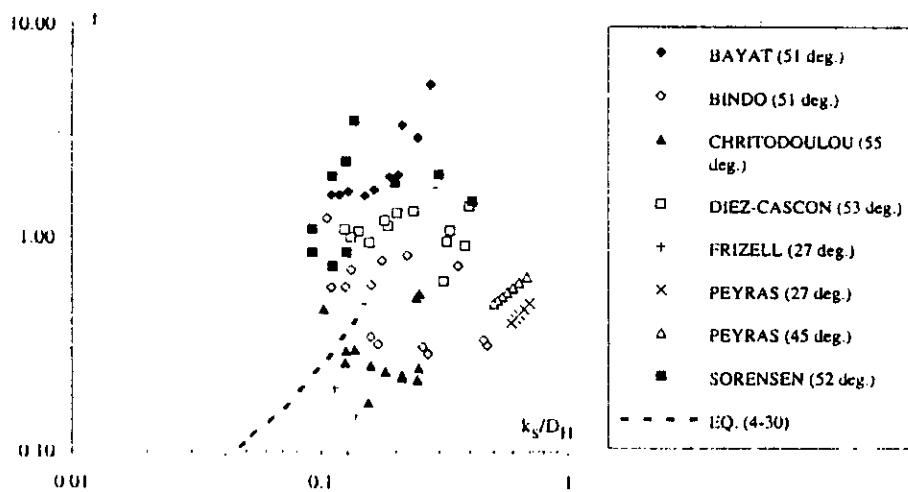 10.00
f
1.00
0.10
0.01
0.1
1
ks/DH
BAYAT (51 deg.)
BINDO (51 deg.)
CHRITODOULOU (55
deg.)
DIEZ-CASCON (53 deg.)
FRIZELL (27 deg.)
PEYRAS (27 deg.)
PEYRAS (45 deg.)
SORENSEN (52 deg.)
EQ. (4-30)